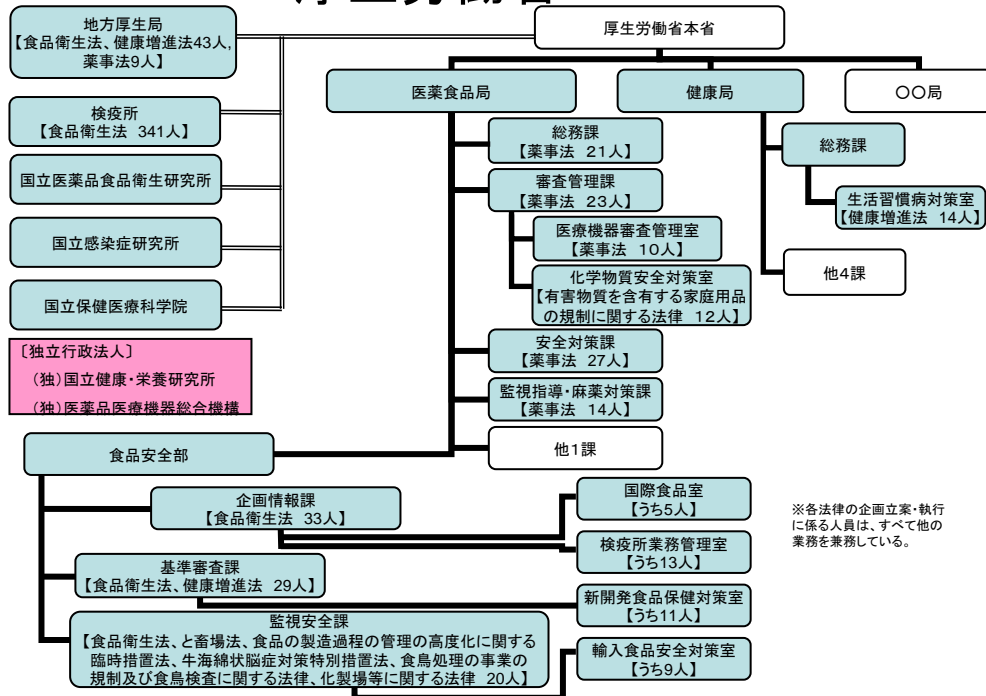 厚生労働省
地方厚生局
【食品衛生法、健康増進法43人,
薬事法9人】
検疫所
【食品衛生法 341人】
国立医薬品食品衛生研究所
国立感染症研究所
国立保健医療科学院
〔独立行政法人〕
(独)国立健康・栄養研究所
(独)医薬品医療機器総合機構
厚生労働省本省
医薬食品局
健康局
○○局
総務課
【薬事法 21人】
審査管理課
【薬事法 23人】
医療機器審査管理室
【薬事法 10人】
化学物質安全対策室
【有害物質を含有する家庭用品
の規制に関する法律 12人】
安全対策課
【薬事法 27人】
監視指導・麻薬対策課
【薬事法 14人】
他1課
総務課
生活習慣病対策室
【健康増進法 14人】
他4課
食品安全部
企画情報課
【食品衛生法 33人】
国際食品室
【うち5人】
検疫所業務管理室
【うち13人】
基準審査課
【食品衛生法、健康増進法 29人】
新開発食品保健対策室
【うち11人】
監視安全課
【食品衛生法、と畜場法、食品の製造過程の管理の高度化に関する
臨時措置法、牛海綿状脳症対策特別措置法、食鳥処理の事業の
規制及び食鳥検査に関する法律、化製場等に関する法律 20人】
輸入食品安全対策室
【うち9人】
※各法律の企画立案・執行
に係る人員は、すべて他の
業務を兼務している。